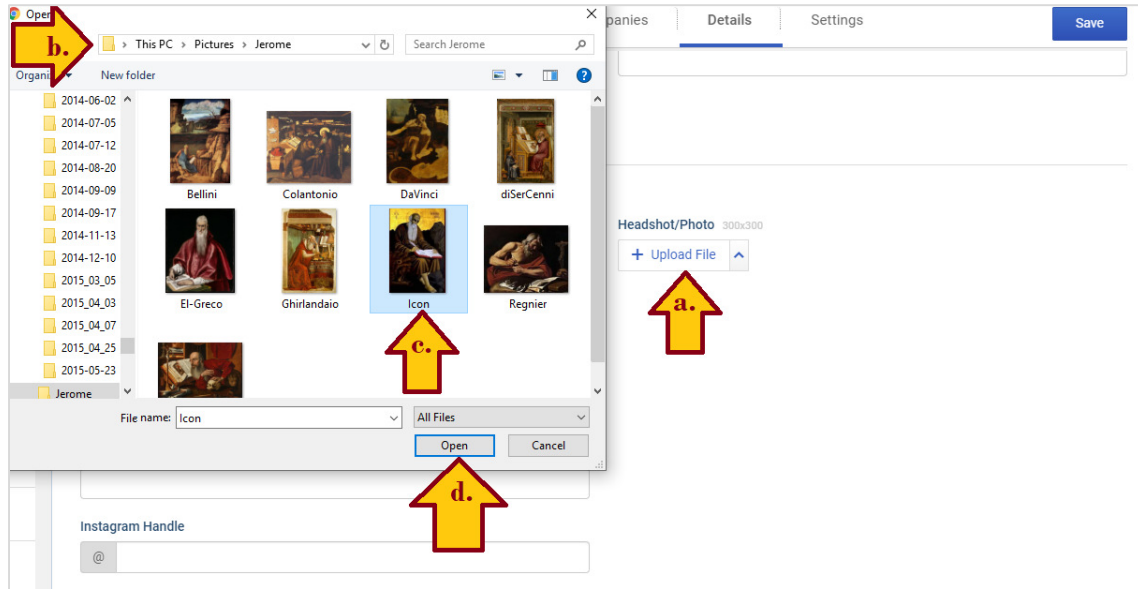 Open
b.
This PC > Pictures > Jerome
Search Jerome
New folder
2014-06-02
2014-07-05
2014-07-12
2014-08-20
2014-09-09
2014-09-17
2014-11-13
2014-12-10
2015_03_05
2015_04_03
2015_04_07
2015_04_25
2015-05-23
Jerome
Bellini
Colantonio
DaVinci
diSerCenni
El-Greco
Ghirlandaio
Icon
Regnier
c.
File name: Icon
All Files
Open
Cancel
d.
Details
Settings
Save
Headshot/Photo 300x300
+ Upload File
a.
Instagram Handle
@